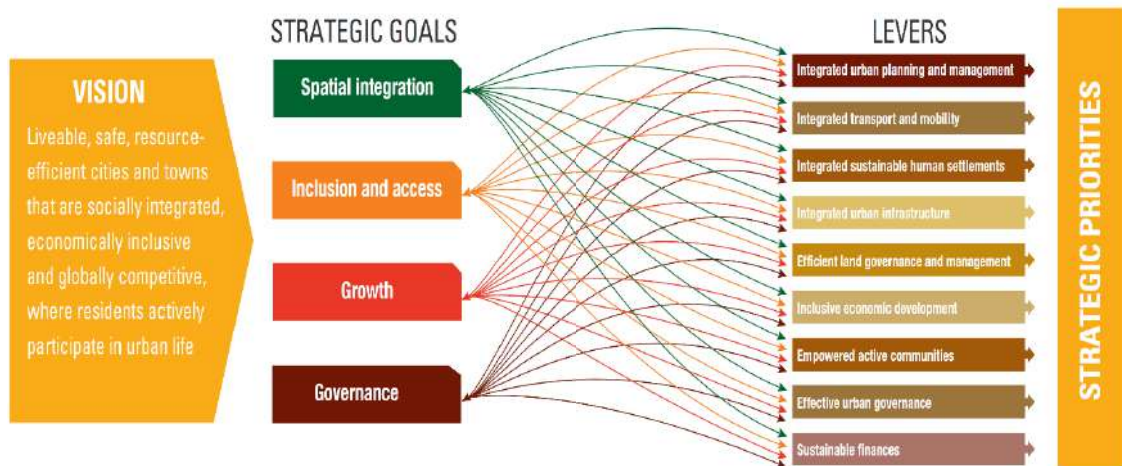 STRATEGIC GOALS
LEVERS
VISION
Liveable, safe, resource-
efficient cities and towns
that are socially integrated,
economically inclusive
and globally competitive,
where residents actively
participate in urban life
Spatial integration
Inclusion and access
Growth
Governance
Integrated urban planning and management
Integrated transport and mobility
Integrated sustainable human settlements
Integrated urban infrastructure
Efficient land governance and management
Inclusive economic development
Empowered active communities
Effective urban governance
Sustainable finances
STRATEGIC PRIORITIES